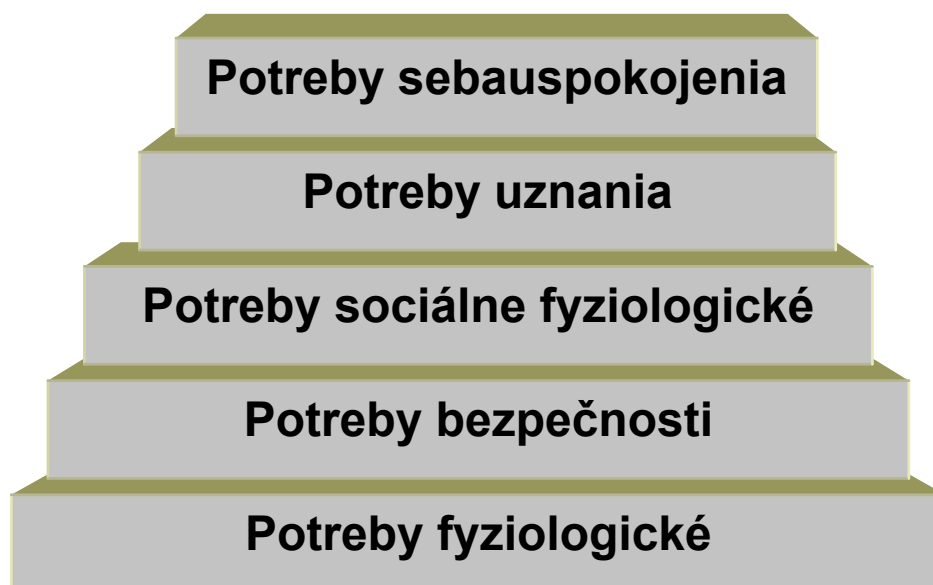 Potreby sebauspokojenia
Potreby uznania
Potreby sociálne fyziologické
Potreby bezpečnosti
Potreby fyziologické